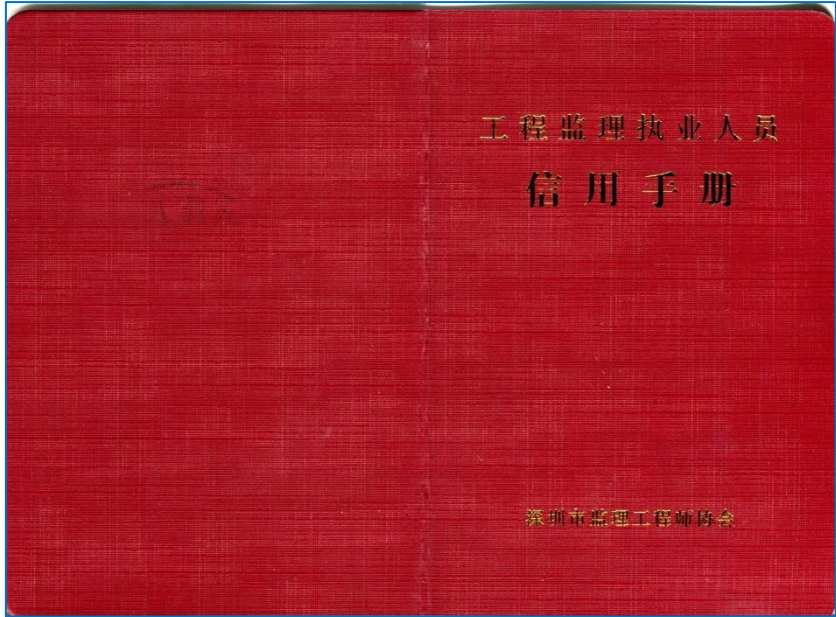 工程监理执业人员
信用手册
深圳市监理工程师协会